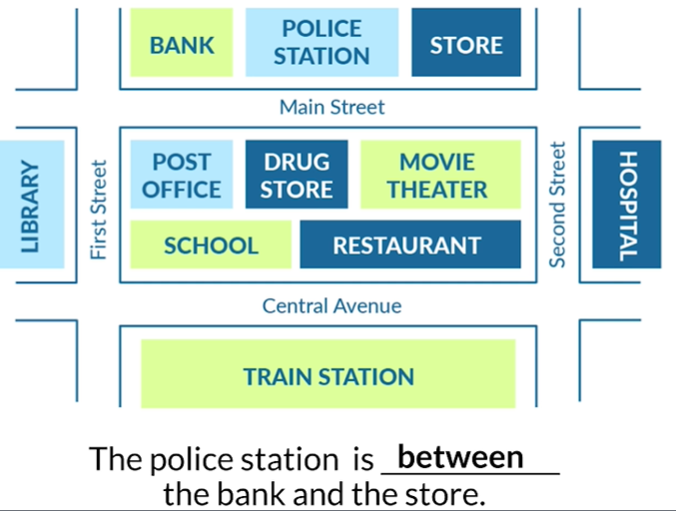 BANK
POLICE
STATION
STORE
Main Street
LIBRARY
First Street
POST
OFFICE
DRUG
STORE
MOVIE
THEATER
SCHOOL
RESTAURANT
Second Street
HOSPITAL
Central Avenue
TRAIN STATION
The police station is between
the bank and the store.